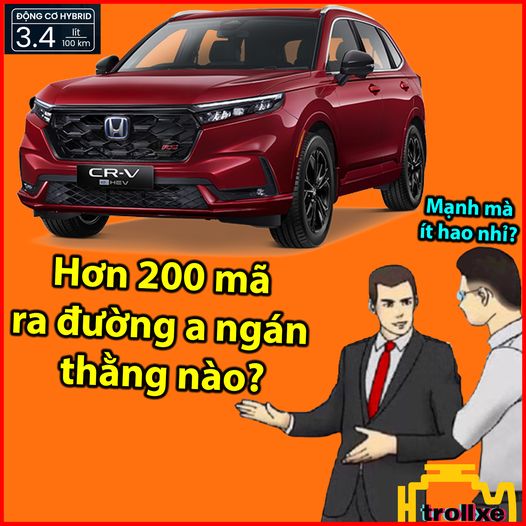 ĐỘNG CƠ HYBRID
3.4 lít
100 km
CR-V
e:HEV
RS
Mạnh mà
ít hao nhỉ?
Hơn 200 mã
ra đường a ngán
thằng nào?
trollxe